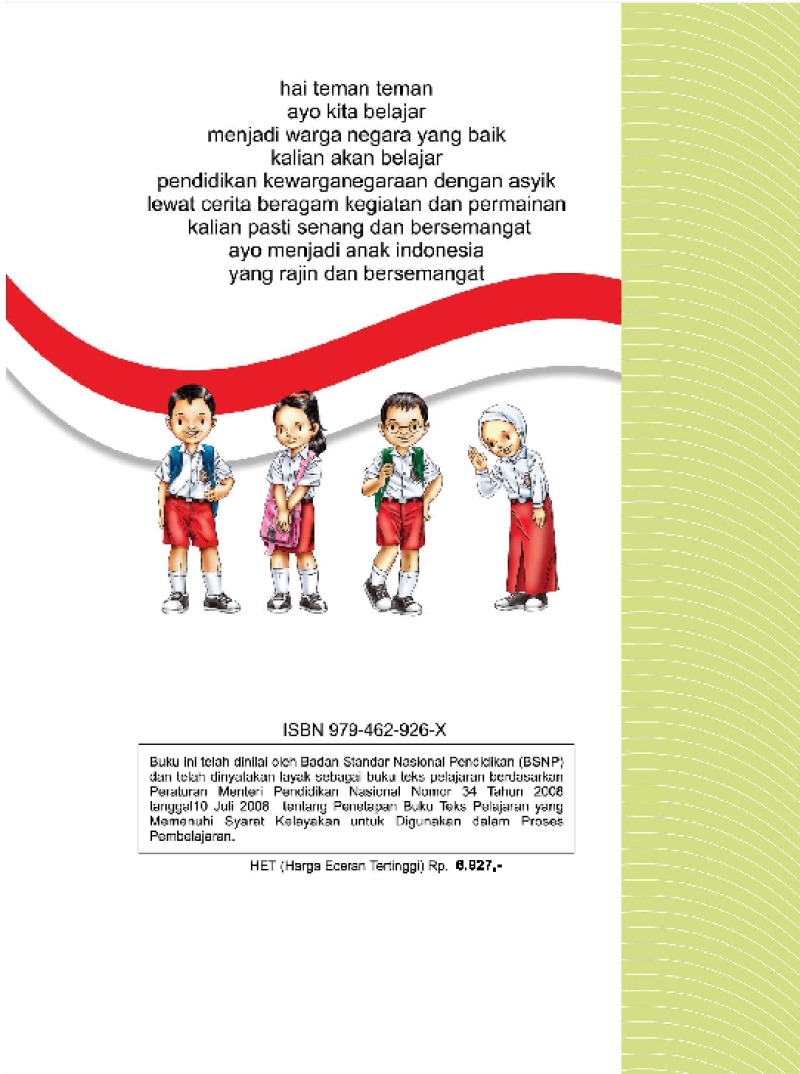 hai teman teman
ayo kita belajar
menjadi warga negara yang baik
kalian akan belajar
pendidikan kewarganegaraan dengan asyik
lewat cerita beragam kegiatan dan permainan
kalian pasti senang dan bersemangat
ayo menjadi anak indonesia
yang rajin dan bersemangat
ISBN 979-462-926-X
Buku ini telah dinilai oleh Badan Standar Nasional Pendidikan (BSNP)
dan telah dinyatakan layak sebagai buku teks pelajaran berdasarkan
Peraturan Menteri Pendidikan Nasional Nomor 34 Tahun 2008
tanggal10 Juli 2008 tentang Penetapan Buku Teks Pelajaran yang
Memenuhi Syarat Kelayakan untuk Digunakan dalam Proses
Pembelajaran.
HET (Harga Eceran Tertinggi) Rp. 6.927,-